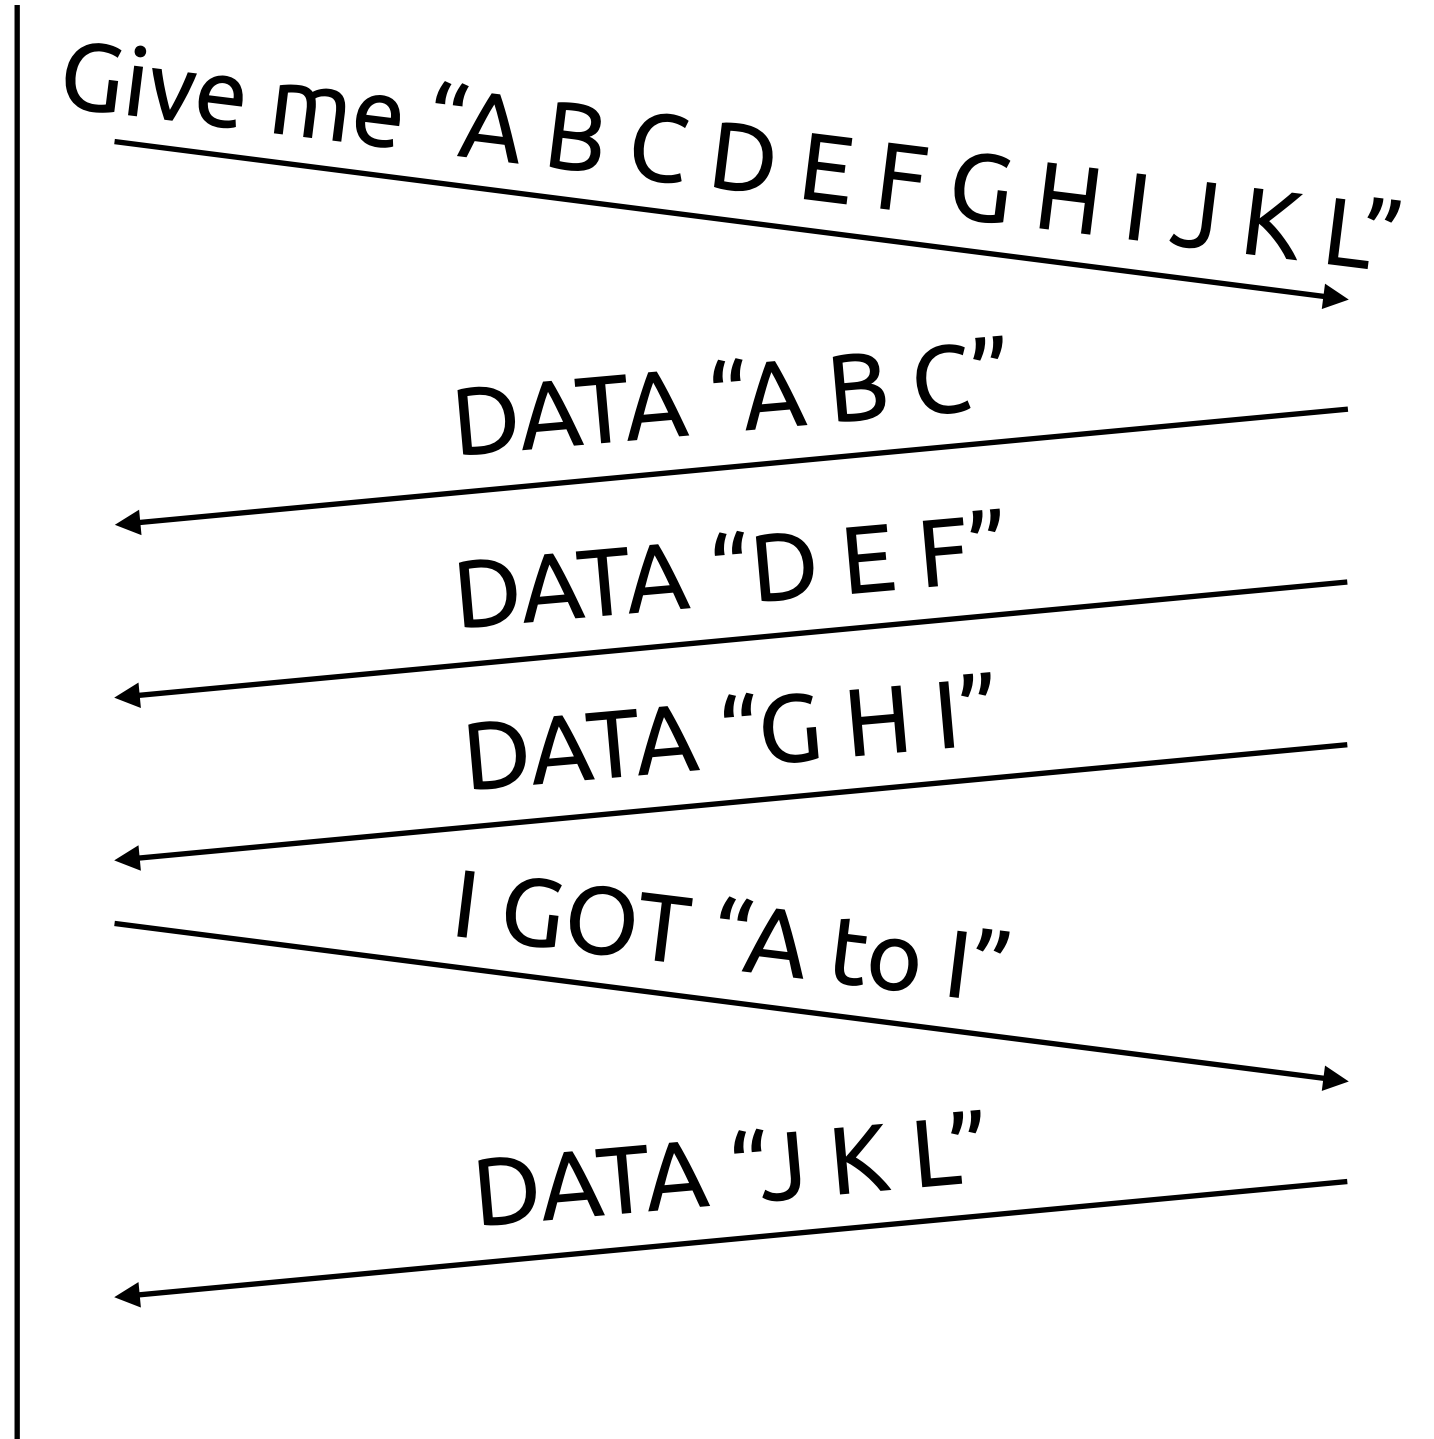 Give me “A B C D E F G H I J K L”
DATA “A B C”
DATA “D E F”
DATA “G H I”
I GOT “A to I”
DATA “J K L”